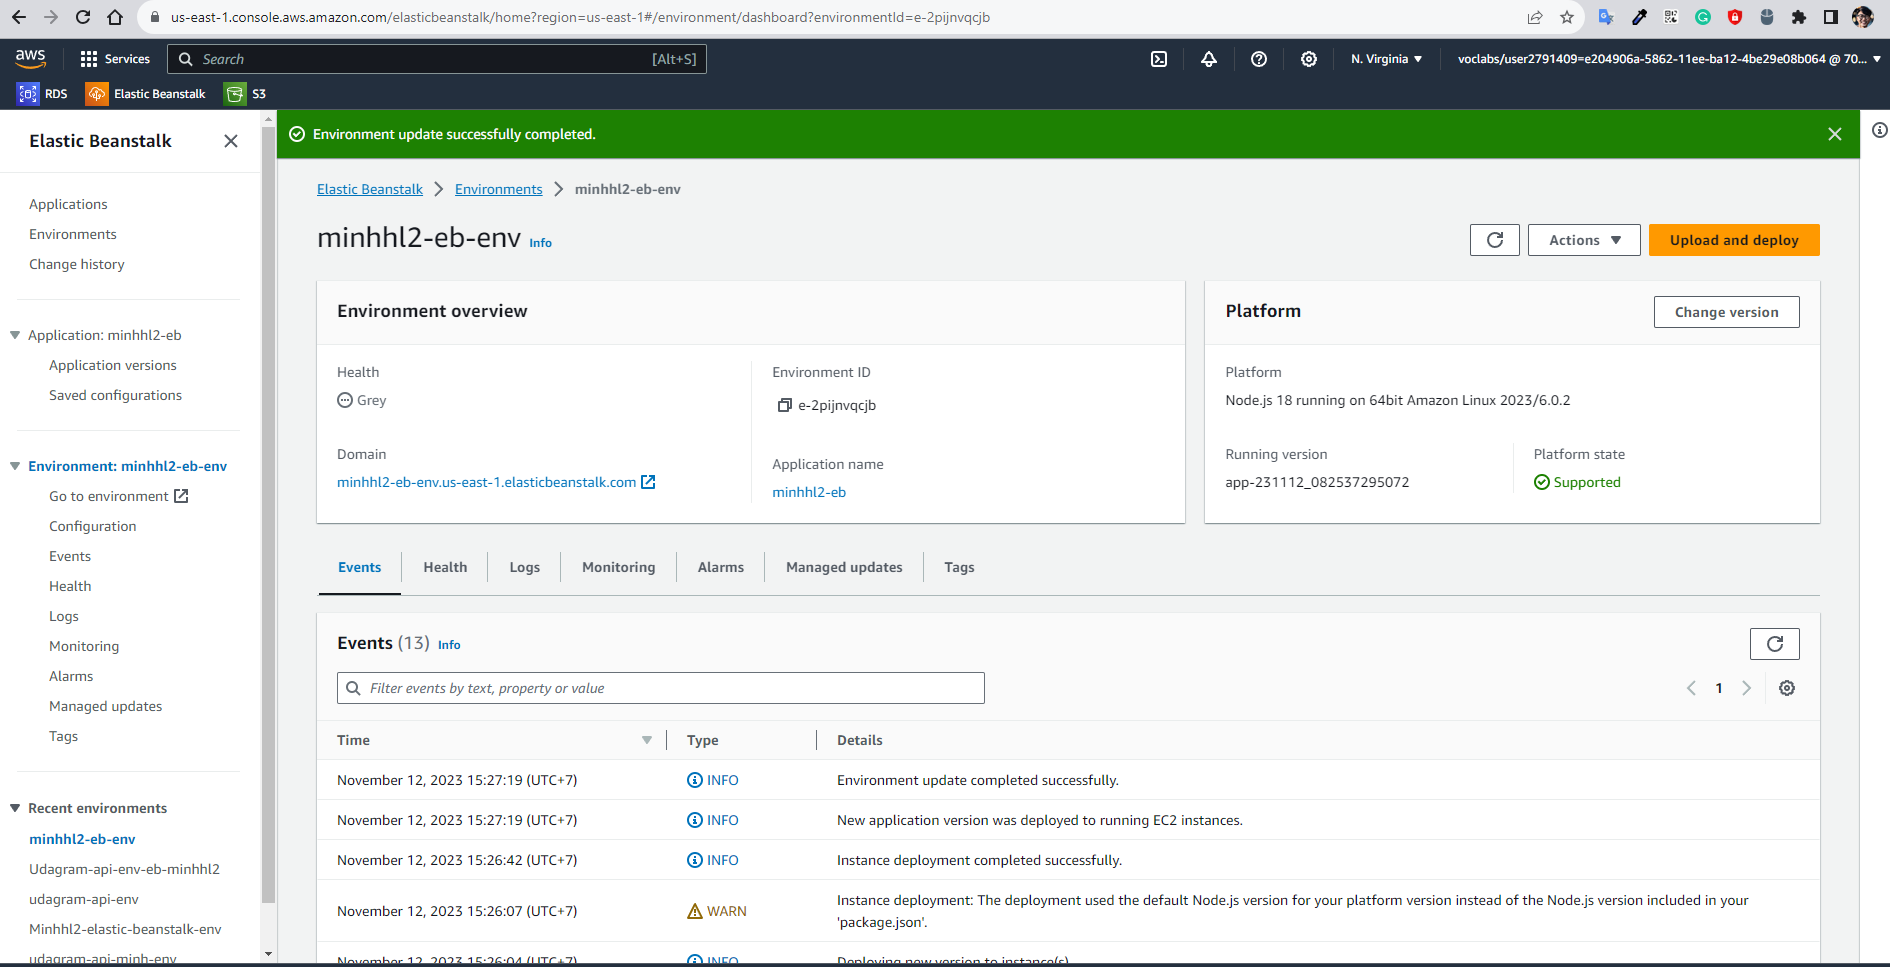 us-east-1.console.aws.amazon.com/elasticbeanstalk/home?region=us-east-1#/environment/dashboard?environmentId=e-2pijnvqcjb
aws
Services
Search
[Alt+S]
N. Virginia
voclabs/user2791409=e204906a-5862-11ee-ba12-4be29e08b064 @ 70...
RDS
Elastic Beanstalk
S3
Elastic Beanstalk
Applications
Environments
Change history
Application: minhhl2-eb
Application versions
Saved configurations
Environment: minhhl2-eb-env
Go to environment
Configuration
Events
Health
Logs
Monitoring
Alarms
Managed updates
Tags
Recent environments
minhhl2-eb-env
Udagram-api-env-eb-minhhl2
udagram-api-env
Minhhl2-elastic-beanstalk-env
udagram-api-minh-env
Environment update successfully completed.
Elastic Beanstalk
Environments
minhhl2-eb-env
minhhl2-eb-env Info
Actions
Upload and deploy
Environment overview
Health
Grey
Domain
minhhl2-eb-env.us-east-1.elasticbeanstalk.com
Environment ID
e-2pijnvqcjb
Application name
minhhl2-eb
Platform
Change version
Platform
Node.js 18 running on 64bit Amazon Linux 2023/6.0.2
Running version
app-231112_082537295072
Platform state
Supported
Events
Health
Logs
Monitoring
Alarms
Managed updates
Tags
Events (13) Info
Filter events by text, property or value
1
Time
Type
Details
November 12, 2023 15:27:19 (UTC+7)
INFO
Environment update completed successfully.
November 12, 2023 15:27:19 (UTC+7)
INFO
New application version was deployed to running EC2 instances.
November 12, 2023 15:26:42 (UTC+7)
INFO
Instance deployment completed successfully.
November 12, 2023 15:26:07 (UTC+7)
WARN
Instance deployment: The deployment used the default Node.js version for your platform version instead of the Node.js version included in your
'package.json'.
November 12, 2023 15:26:04 (UTC+7)
INFO
Deploying new version to instance(s).